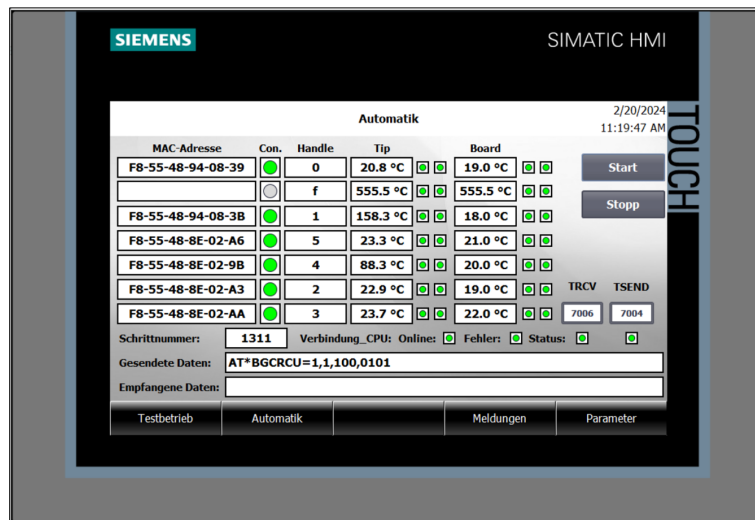 SIEMENS SIMATIC HMI
TOUCH
Automatik 2/20/2024
11:19:47 AM
MAC-Adresse Con. Handle Tip Board
F8-55-48-94-08-39 0 20.8 °C 19.0 °C Start
f 555.5 °C 555.5 °C
Stopp
F8-55-48-94-08-3B 1 158.3 °C 18.0 °C
F8-55-48-8E-02-A6 5 23.3 °C 21.0 °C
F8-55-48-8E-02-9B 4 88.3 °C 20.0 °C
F8-55-48-8E-02-A3 2 22.9 °C 19.0 °C TRCV TSEND
F8-55-48-8E-02-AA 3 23.7 °C 22.0 °C 7006 7004
Schrittnummer: 1311 Verbindung_CPU: Online: Fehler: Status:
Gesendete Daten: AT*BGCRCU=1,1,100,0101
Empfangene Daten:
Testbetrieb Automatik Meldungen Parameter